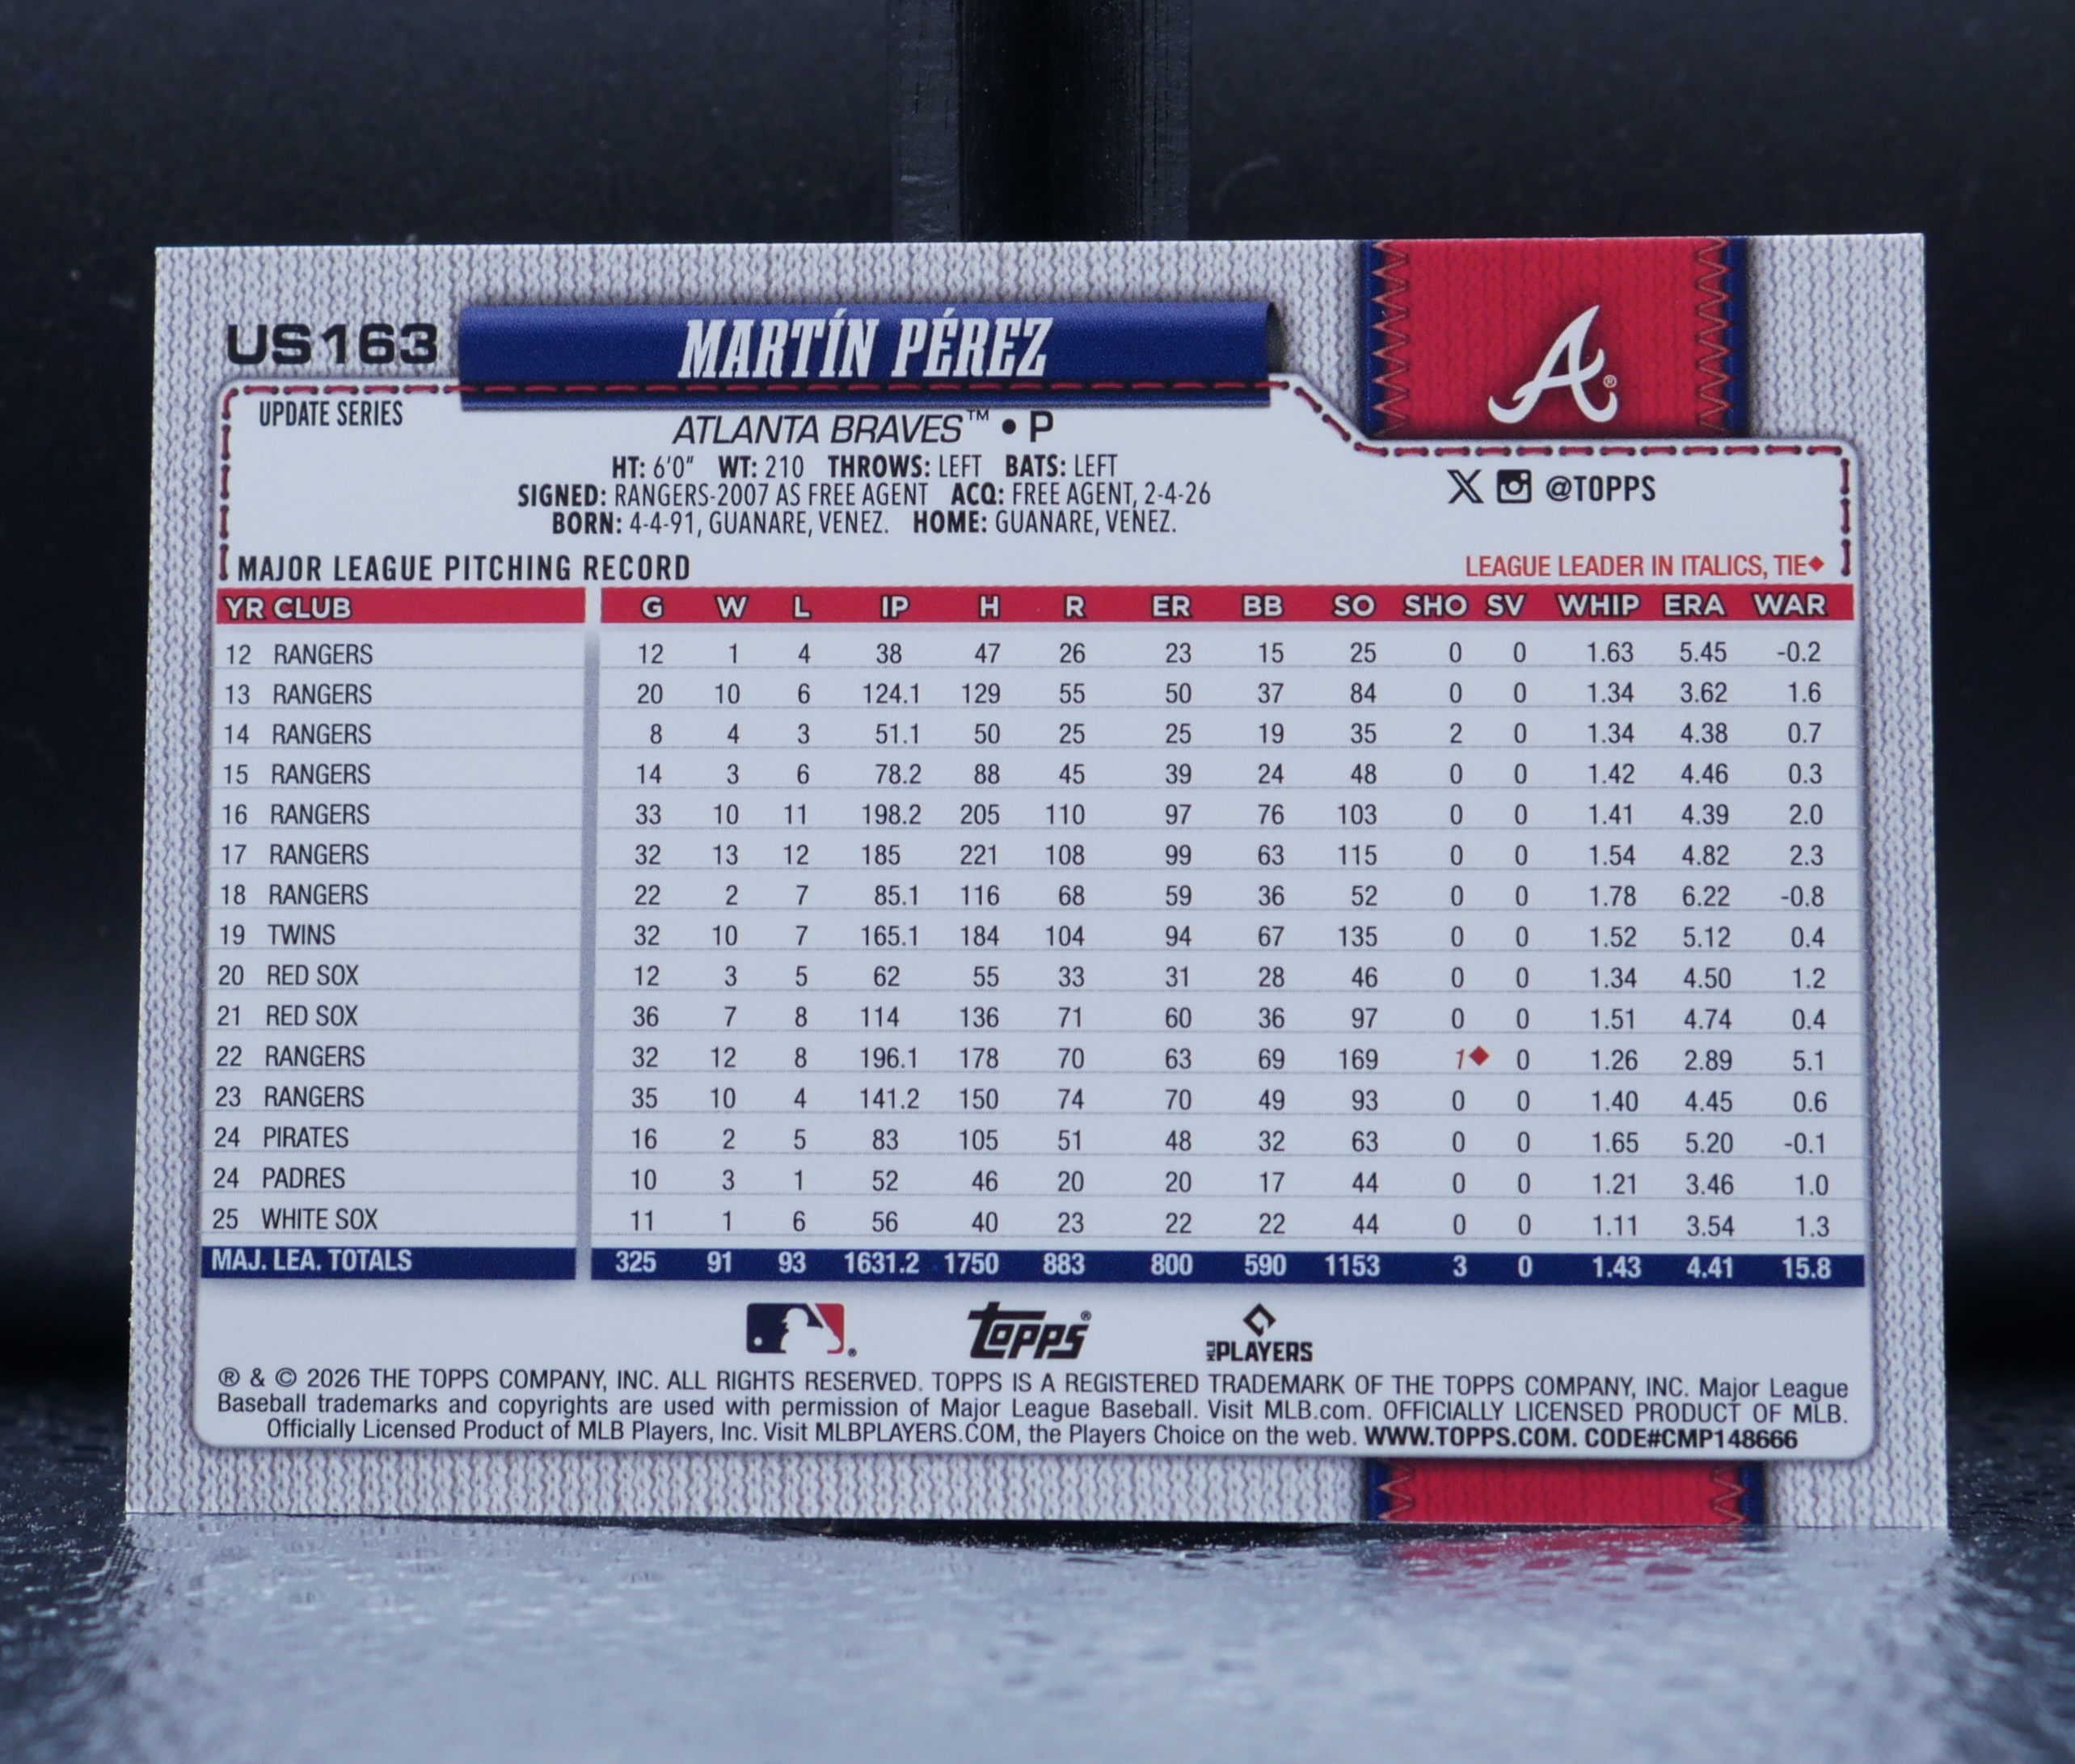 US163 MARTÍN PÉREZ
UPDATE SERIES
ATLANTA BRAVES™ • P
HT: 6'0" WT: 210 THROWS: LEFT BATS: LEFT
SIGNED: RANGERS-2007 AS FREE AGENT ACQ: FREE AGENT, 2-4-26
BORN: 4-4-91, GUANARE, VENEZ. HOME: GUANARE, VENEZ.
A®
X @TOPPS
MAJOR LEAGUE PITCHING RECORD LEAGUE LEADER IN ITALICS, TIE♦
YR CLUB G W L IP H R ER BB SO SHO SV WHIP ERA WAR
12 RANGERS 12 1 4 38 47 26 23 15 25 0 0 1.63 5.45 -0.2
13 RANGERS 20 10 6 124.1 129 55 50 37 84 0 0 1.34 3.62 1.6
14 RANGERS 8 4 3 51.1 50 25 25 19 35 2 0 1.34 4.38 0.7
15 RANGERS 14 3 6 78.2 88 45 39 24 48 0 0 1.42 4.46 0.3
16 RANGERS 33 10 11 198.2 205 110 97 76 103 0 0 1.41 4.39 2.0
17 RANGERS 32 13 12 185 221 108 99 63 115 0 0 1.54 4.82 2.3
18 RANGERS 22 2 7 85.1 116 68 59 36 52 0 0 1.78 6.22 -0.8
19 TWINS 32 10 7 165.1 184 104 94 67 135 0 0 1.52 5.12 0.4
20 RED SOX 12 3 5 62 55 33 31 28 46 0 0 1.34 4.50 1.2
21 RED SOX 36 7 8 114 136 71 60 36 97 0 0 1.51 4.74 0.4
22 RANGERS 32 12 8 196.1 178 70 63 69 169 1♦ 0 1.26 2.89 5.1
23 RANGERS 35 10 4 141.2 150 74 70 49 93 0 0 1.40 4.45 0.6
24 PIRATES 16 2 5 83 105 51 48 32 63 0 0 1.65 5.20 -0.1
24 PADRES 10 3 1 52 46 20 20 17 44 0 0 1.21 3.46 1.0
25 WHITE SOX 11 1 6 56 40 23 22 22 44 0 0 1.11 3.54 1.3
MAJ. LEA. TOTALS 325 91 93 1631.2 1750 883 800 590 1153 3 0 1.43 4.41 15.8
Topps® MLB PLAYERS
® & © 2026 THE TOPPS COMPANY, INC. ALL RIGHTS RESERVED. TOPPS IS A REGISTERED TRADEMARK OF THE TOPPS COMPANY, INC. Major League
Baseball trademarks and copyrights are used with permission of Major League Baseball. Visit MLB.com. OFFICIALLY LICENSED PRODUCT OF MLB.
Officially Licensed Product of MLB Players, Inc. Visit MLBPLAYERS.COM, the Players Choice on the web. WWW.TOPPS.COM. CODE#CMP148666